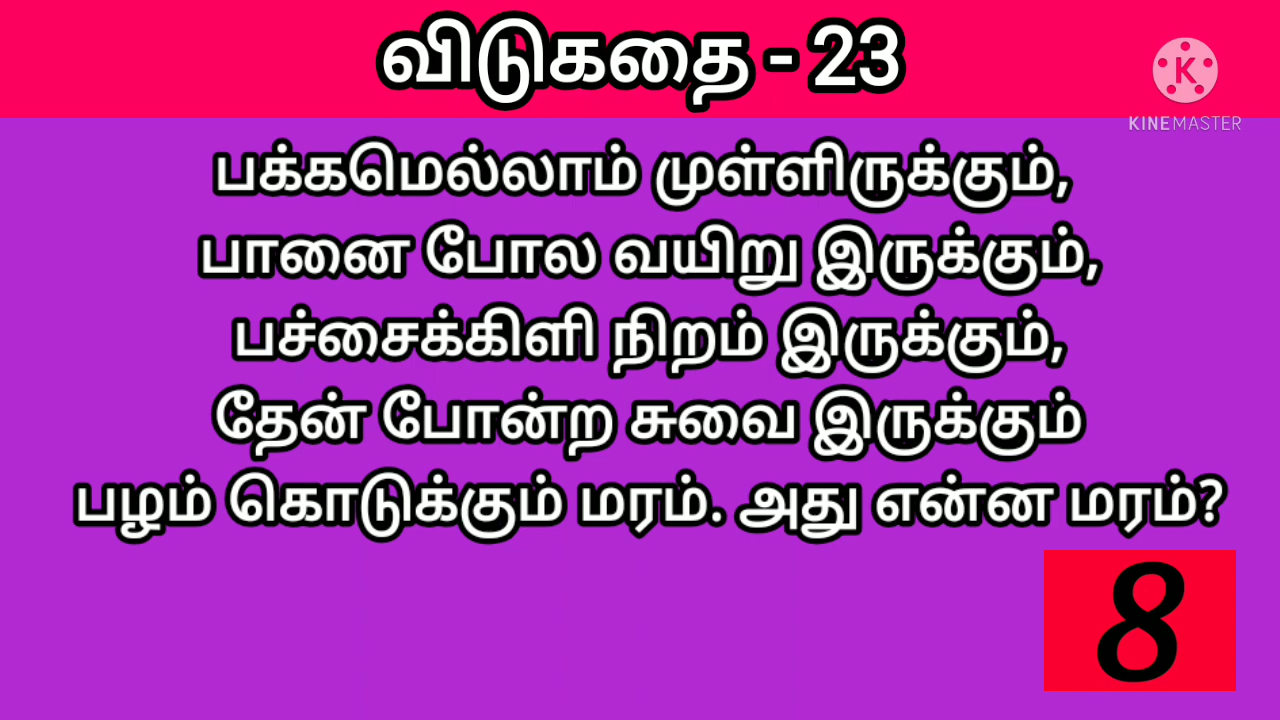 விடுகதை - 23
KINEMASTER
பக்கமெல்லாம் முள்ளிருக்கும்,
பானை போல வயிறு இருக்கும்,
பச்சைக்கிளி நிறம் இருக்கும்,
தேன் போன்ற சுவை இருக்கும்
பழம் கொடுக்கும் மரம். அது என்ன மரம்?
8